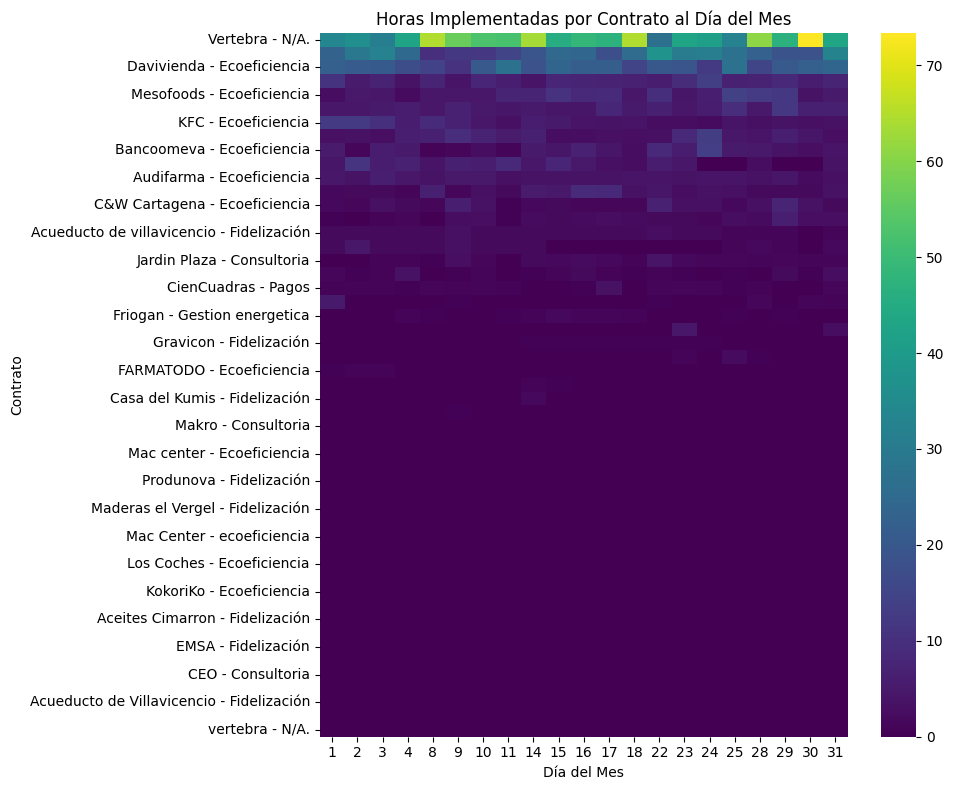 Horas Implementadas por Contrato al Día del Mes
Vertebra - N/A.
Davivienda - Ecoeficiencia
Mesofoods - Ecoeficiencia
KFC - Ecoeficiencia
Bancoomeva - Ecoeficiencia
Audifarma - Ecoeficiencia
C&W Cartagena - Ecoeficiencia
Acueducto de villavicencio - Fidelización
Jardin Plaza - Consultoria
CienCuadras - Pagos
Friogan - Gestion energetica
Gravicon - Fidelización
FARMATODO - Ecoeficiencia
Casa del Kumis - Fidelización
Makro - Consultoria
Mac center - Ecoeficiencia
Produnova - Fidelización
Maderas el Vergel - Fidelización
Mac Center - ecoeficiencia
Los Coches - Ecoeficiencia
KokoriKo - Ecoeficiencia
Aceites Cimarron - Fidelización
EMSA - Fidelización
CEO - Consultoria
Acueducto de Villavicencio - Fidelización
vertebra - N/A.
Contrato
1 2 3 4 8 9 10 11 14 15 16 17 18 22 23 24 25 28 29 30 31
Día del Mes
70
60
50
40
30
20
10
0